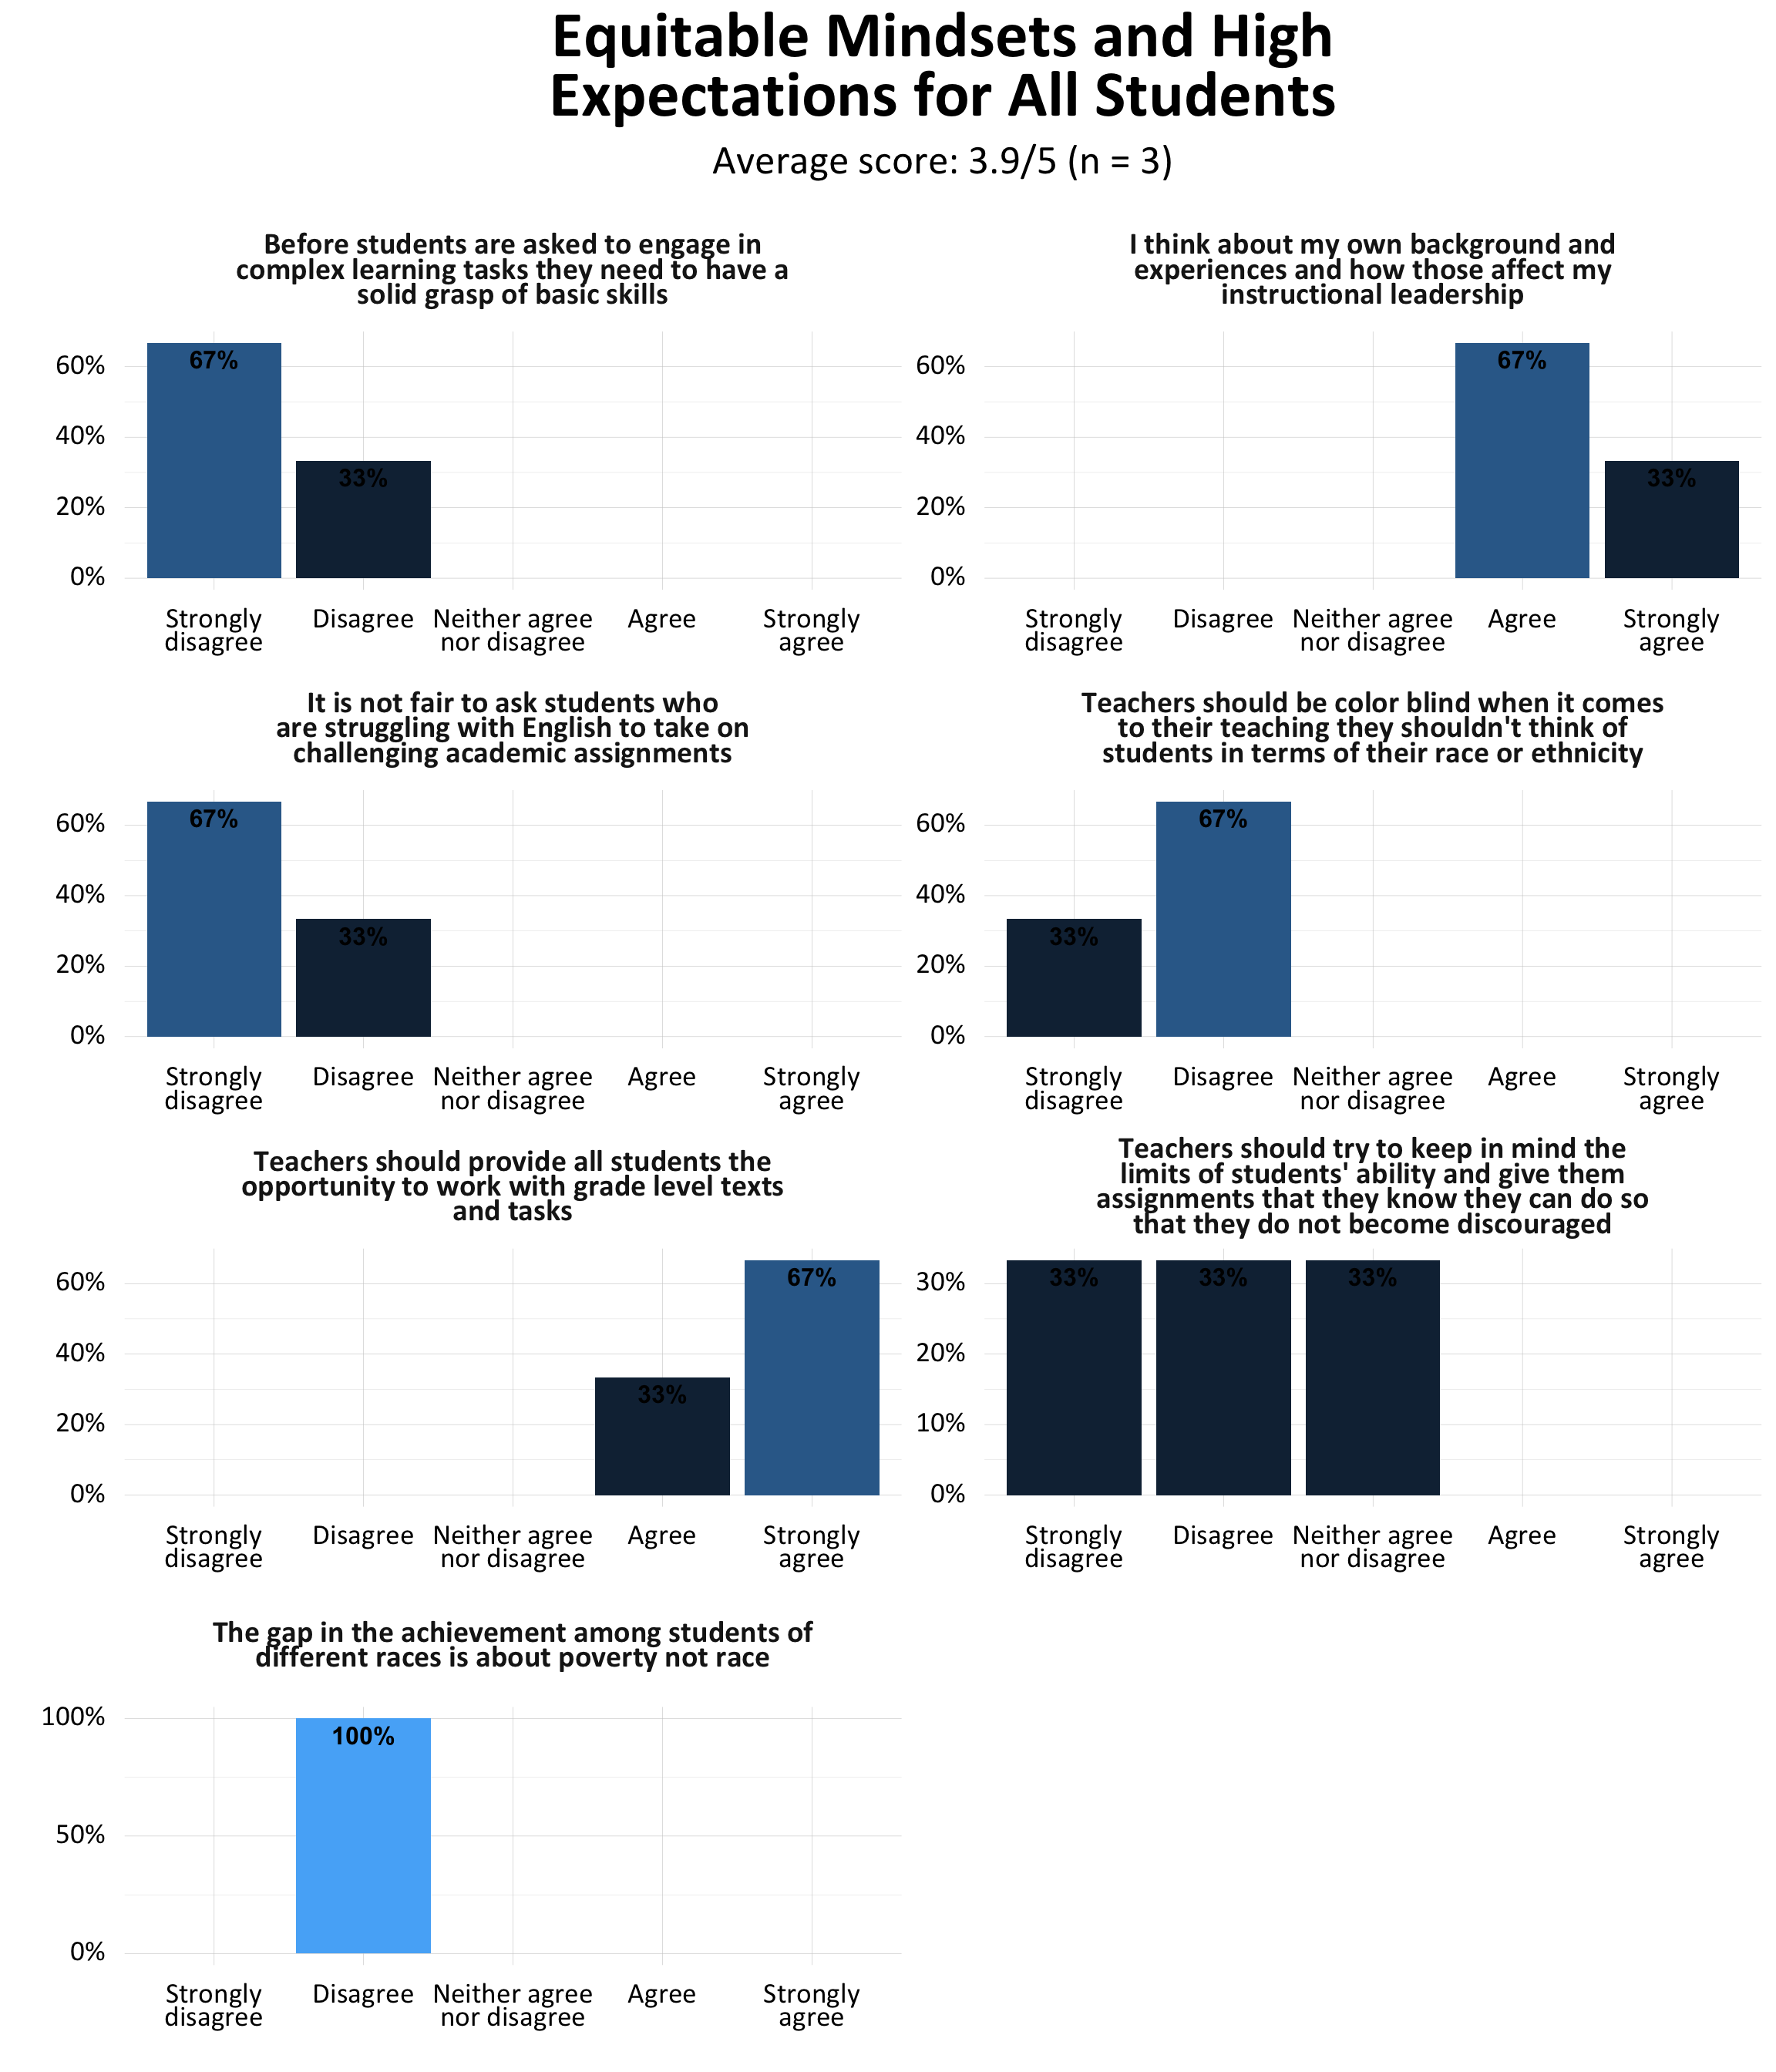 Equitable Mindsets and High
Expectations for All Students
Average score: 3.9/5 (n = 3)
Before students are asked to engage in
complex learning tasks they need to have a
solid grasp of basic skills
60%
40%
20%
0%
67%
33%
Strongly disagree
Disagree
Neither agree nor disagree
Agree
Strongly agree
I think about my own background and
experiences and how those affect my
instructional leadership
60%
40%
20%
0%
67%
33%
Strongly disagree
Disagree
Neither agree nor disagree
Agree
Strongly agree
It is not fair to ask students who
are struggling with English to take on
challenging academic assignments
60%
40%
20%
0%
67%
33%
Strongly disagree
Disagree
Neither agree nor disagree
Agree
Strongly agree
Teachers should be color blind when it comes
to their teaching they shouldn't think of
students in terms of their race or ethnicity
60%
40%
20%
0%
33%
67%
Strongly disagree
Disagree
Neither agree nor disagree
Agree
Strongly agree
Teachers should provide all students the
opportunity to work with grade level texts
and tasks
60%
40%
20%
0%
33%
67%
Strongly disagree
Disagree
Neither agree nor disagree
Agree
Strongly agree
Teachers should try to keep in mind the
limits of students' ability and give them
assignments that they know they can do so
that they do not become discouraged
30%
20%
10%
0%
33%
33%
33%
Strongly disagree
Disagree
Neither agree nor disagree
Agree
Strongly agree
The gap in the achievement among students of
different races is about poverty not race
100%
50%
0%
100%
Strongly disagree
Disagree
Neither agree nor disagree
Agree
Strongly agree